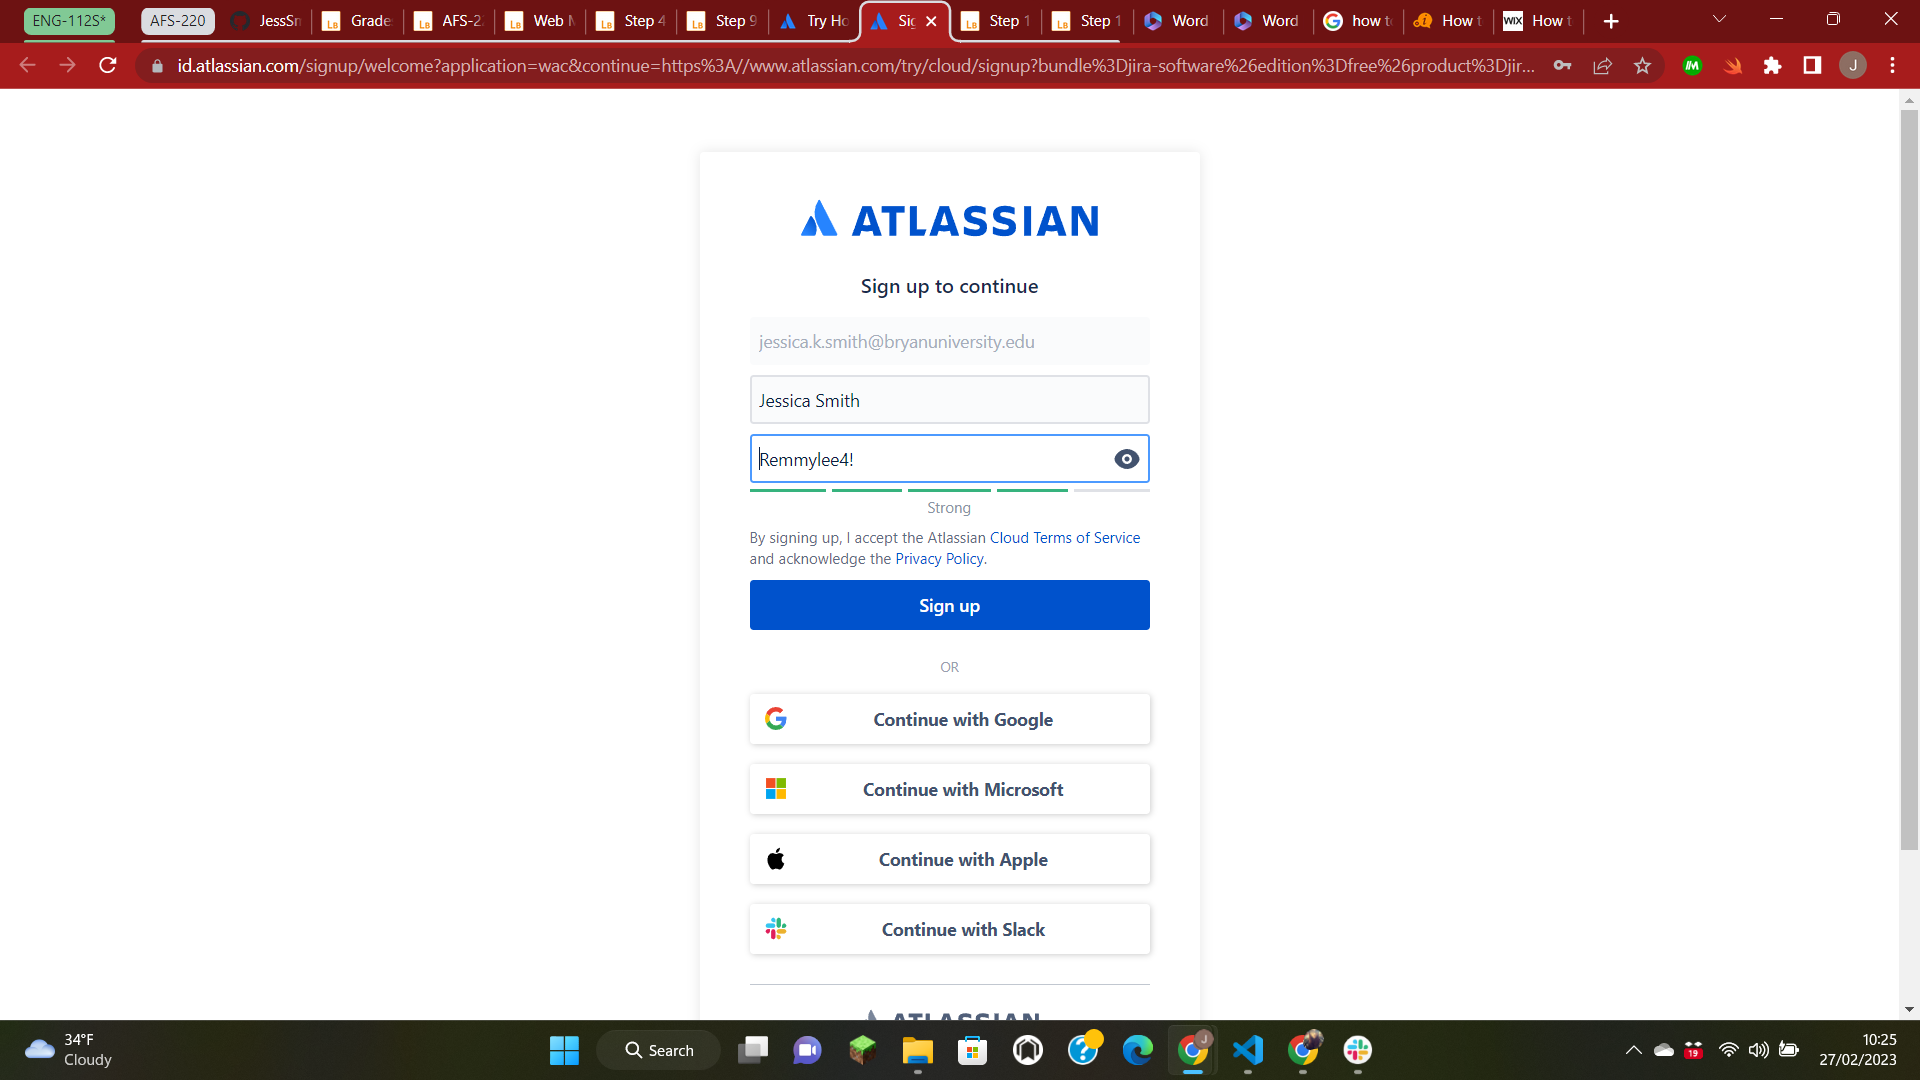 ENG-112S*
AFS-220
JessSm
Grade
AFS-22
Web M
Step 4
Step 9
Try Ho
Sig
Step 1
Step 1
Word
Word
how to
How t
WIX
How t
id.atlassian.com/signup/welcome?application=wac&continue=https%3A//www.atlassian.com/try/cloud/signup?bundle%3Djira-software%26edition%3Dfree%26product%3Djir...
J
ATLASSIAN
Sign up to continue
jessica.k.smith@bryanuniversity.edu
Jessica Smith
Remmylee4!
Strong
By signing up, I accept the Atlassian Cloud Terms of Service
and acknowledge the Privacy Policy.
Sign up
OR
Continue with Google
Continue with Microsoft
Continue with Apple
Continue with Slack
ATLASSIAN
34°F
Cloudy
Search
J
19
10:25
27/02/2023